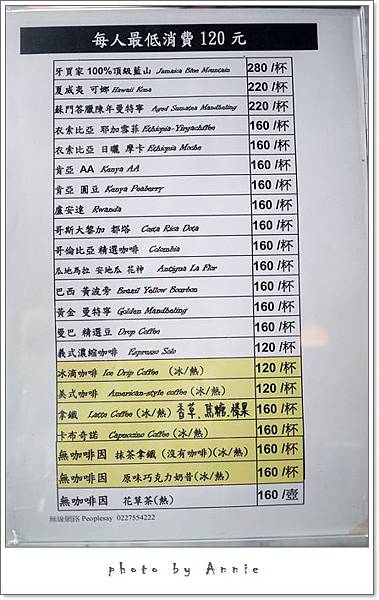 每人最低消費 120 元
牙買家 100%頂級藍山 Jamaica Blue Mountain 280 /杯
夏威夷 可娜 Hawaii Kona 220 /杯
蘇門答臘陳年曼特寧 Aged Sumatea Mandheling 220 /杯
衣索比亞 耶加雪菲 Ethiopia-Yirgacheffee 160 /杯
衣索比亞 日曬 摩卡 Ethiopia Moche 160 /杯
肯亞 AA Kenya AA 160 /杯
肯亞 圓豆 Kenya Peaberry 160 /杯
盧安達 Rwanda 160 /杯
哥斯大黎加 都塔 Costa Rica Dota 160 /杯
哥倫比亞 精選咖啡 Colombia 160 /杯
瓜地馬拉 安地瓜 花神 Antigua La Flor 160 /杯
巴西 黃波旁 Brazil Yellow Bourbon 160 /杯
黃金 曼特寧 Golden Mandheling 160 /杯
曼巴 精選豆 Drop Coffee 160 /杯
義式濃縮咖啡 Espresso Solo 120 /杯
冰滴咖啡 Ice Drip Coffee (冰/熱) 120 /杯
美式咖啡 American-style coffee (冰/熱) 120 /杯
拿鐵 Latte Coffee (冰/熱) 香草.焦糖.榛果 160 /杯
卡布奇諾 Capuccino Coffee (冰/熱) 160 /杯
無咖啡因 抹茶拿鐵 (沒有咖啡)(冰/熱) 160 /杯
無咖啡因 原味巧克力奶昔(冰/熱) 160 /杯
無咖啡因 花草茶(熱) 160 /壺
無線網路 Peoplesay 0227554222
photo by Annie